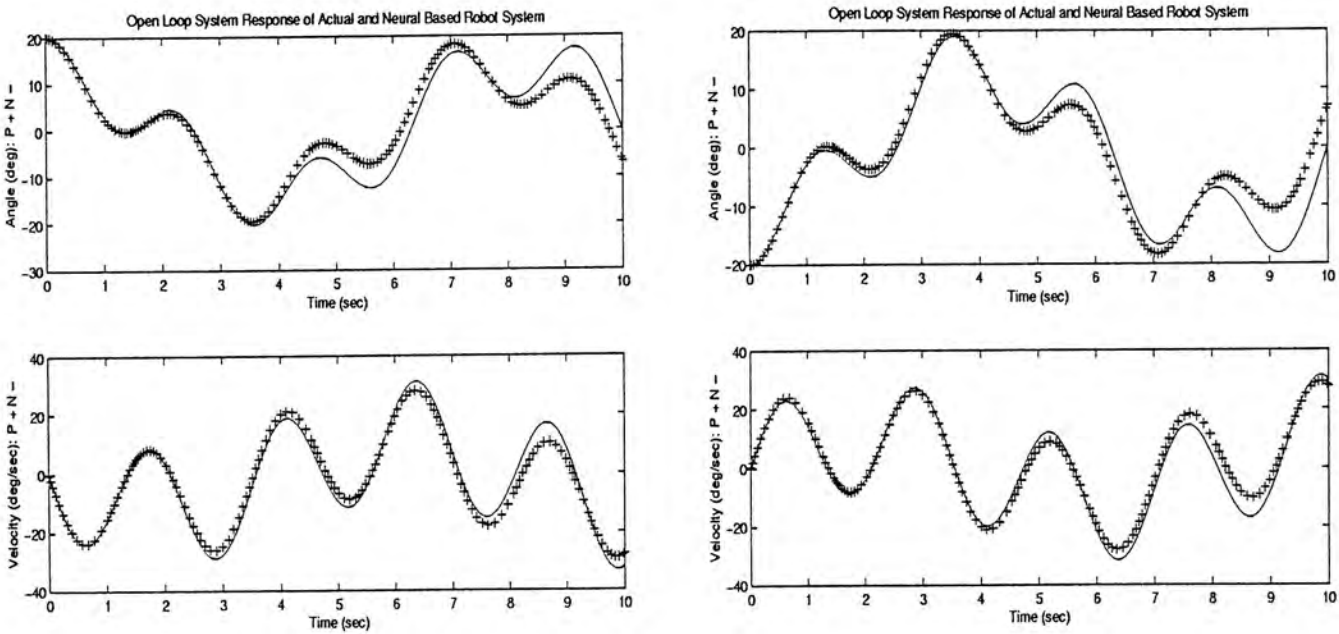 Open Loop System Response of Actual and Neural Based Robot System
Angle (deg): P + N –
20
10
0
–10
–20
–30
0 1 2 3 4 5 6 7 8 9 10
Time (sec)
Velocity (deg/sec): P + N –
40
20
0
–20
–40
0 1 2 3 4 5 6 7 8 9 10
Time (sec)
Open Loop System Response of Actual and Neural Based Robot System
Angle (deg): P + N –
20
10
0
–10
–20
0 1 2 3 4 5 6 7 8 9 10
Time (sec)
Velocity (deg/sec): P + N –
40
20
0
–20
–40
0 1 2 3 4 5 6 7 8 9 10
Time (sec)